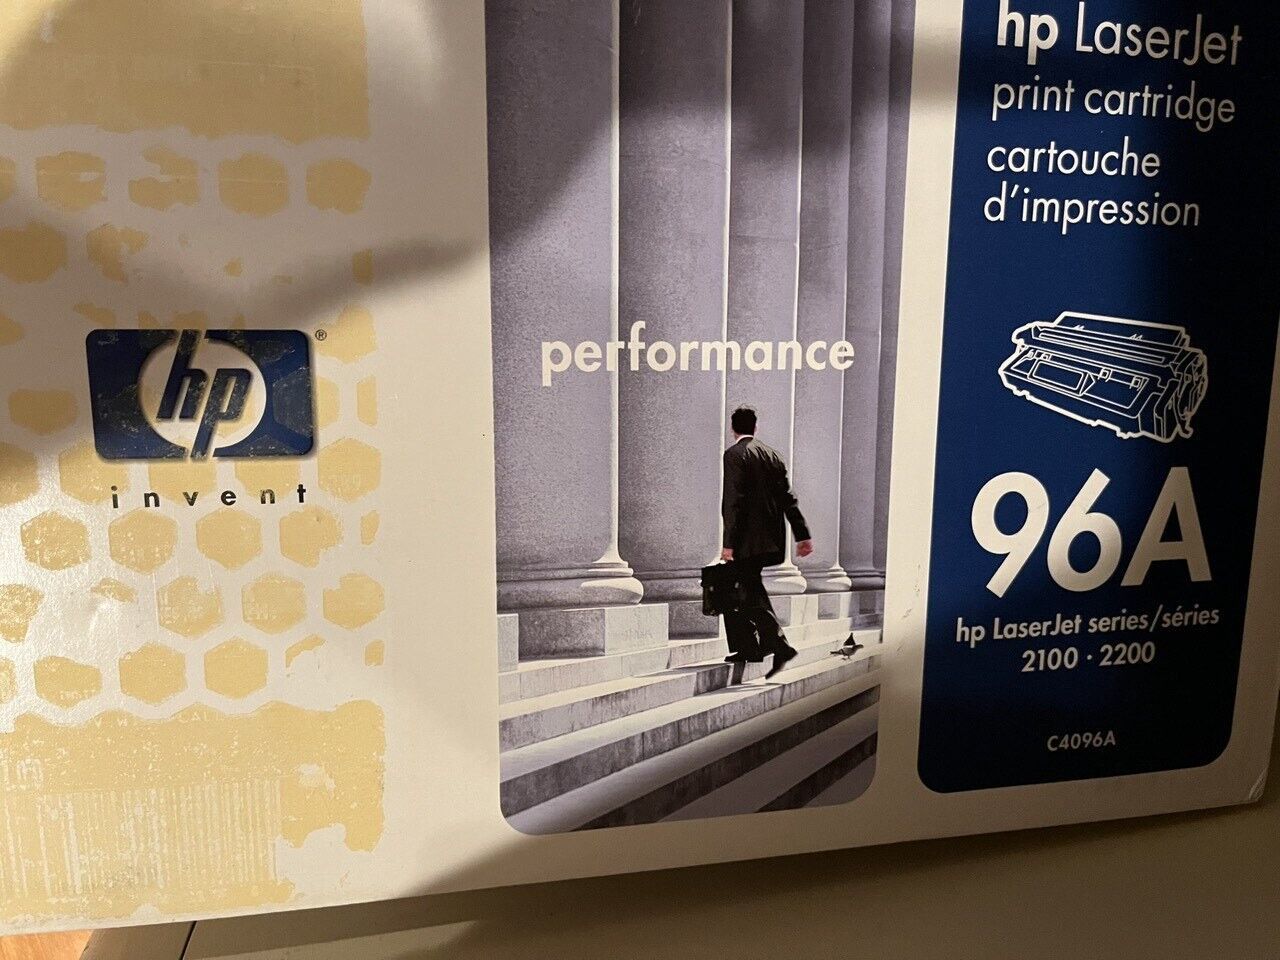 hp LaserJet
print cartridge
cartouche
d'impression
performance
hp ®
invent
96A
hp LaserJet series/séries
2100 · 2200
C4096A